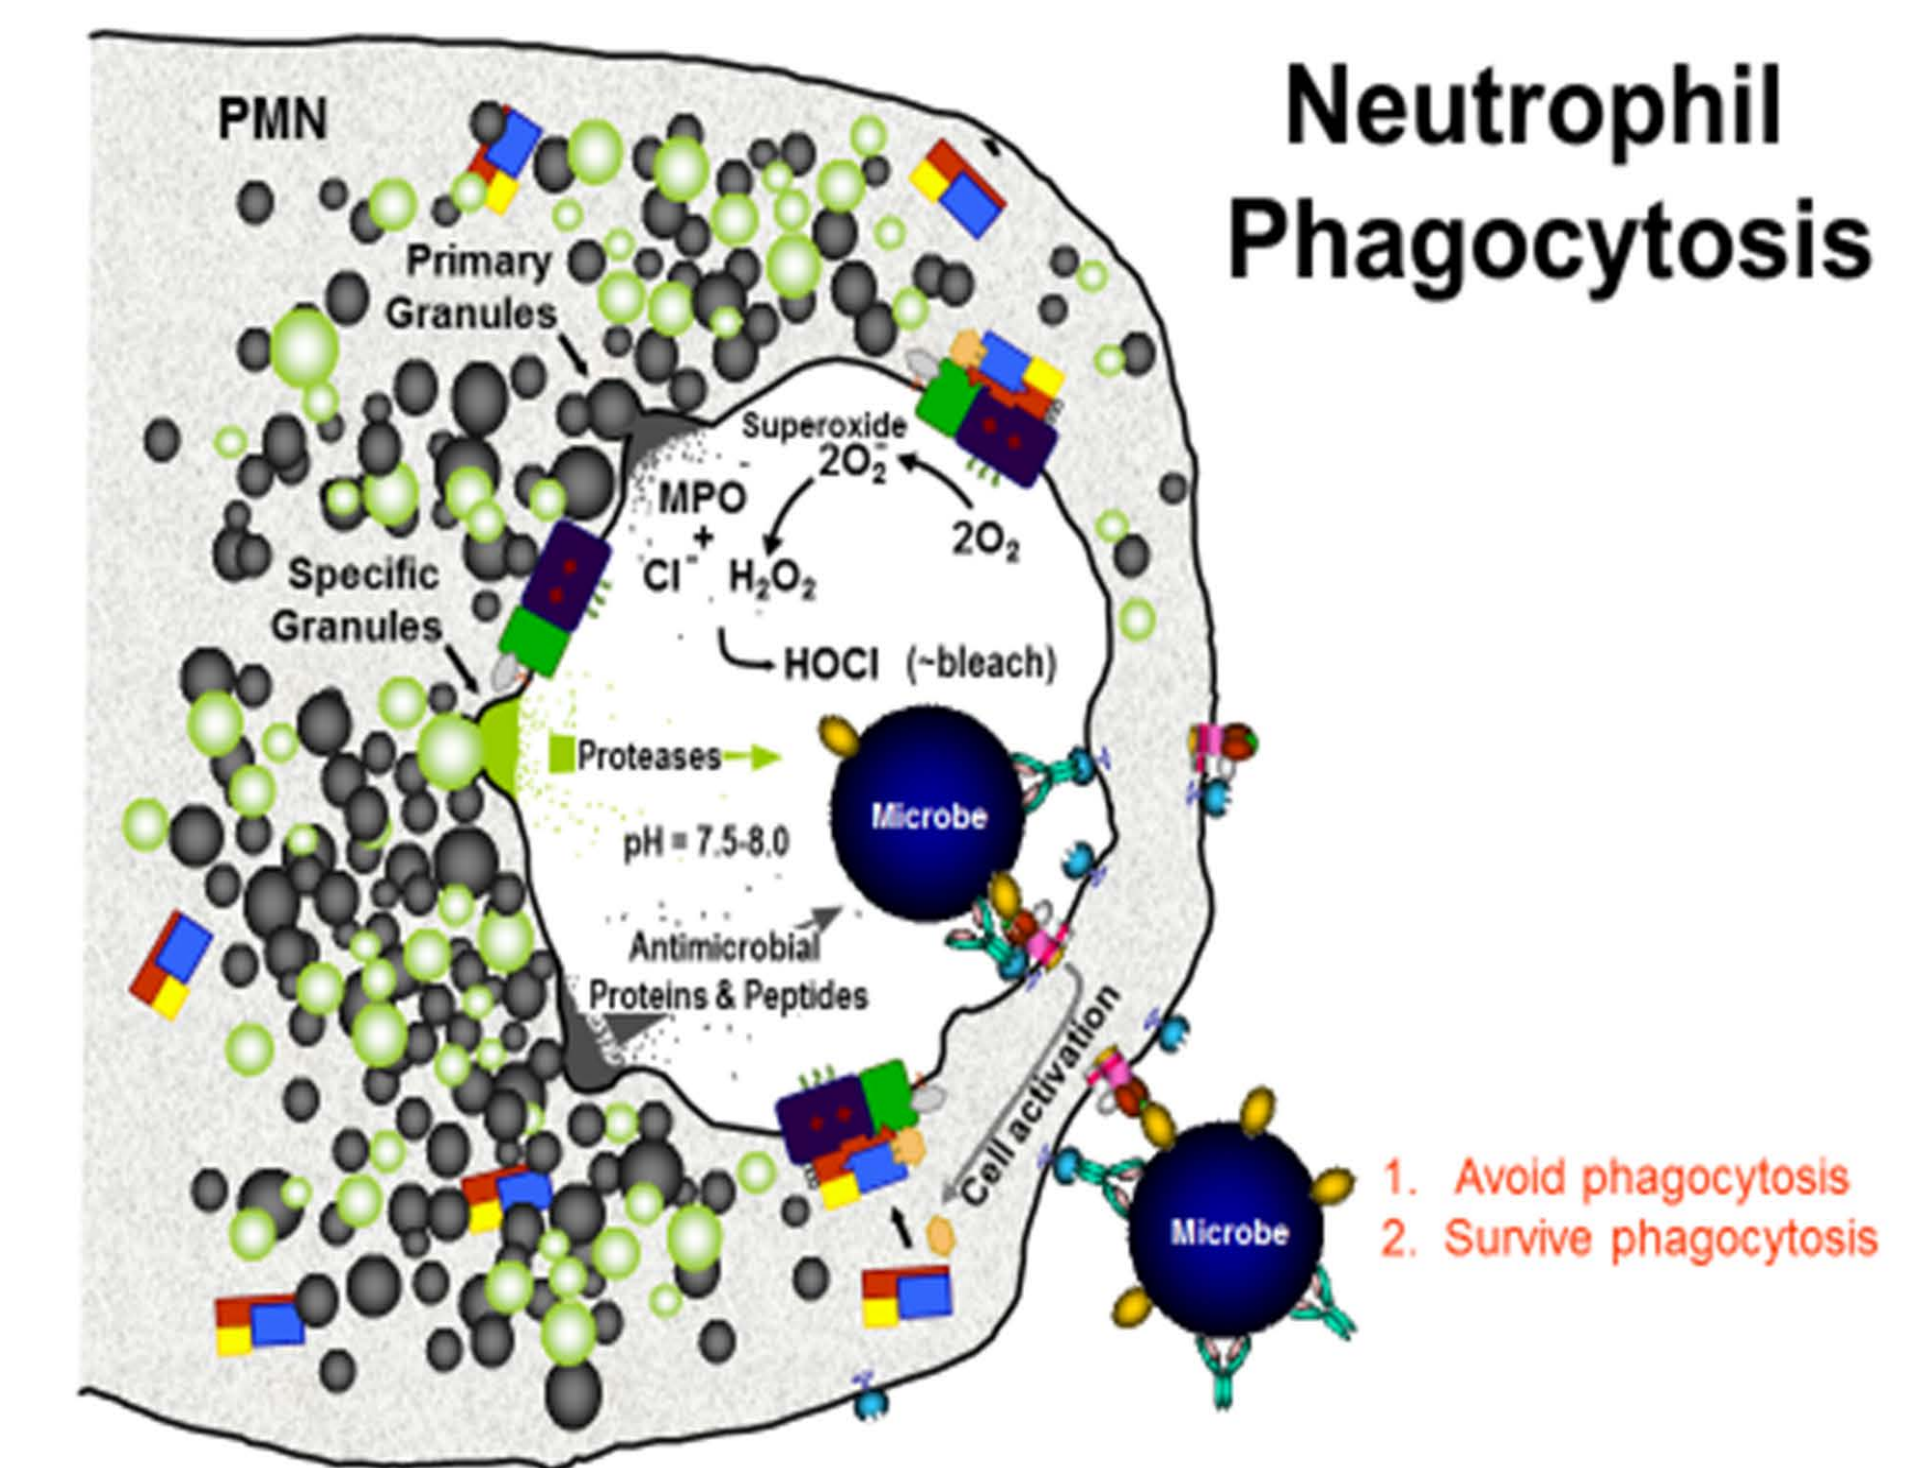 Neutrophil
Phagocytosis
PMN
Primary
Granules
Superoxide
2O₂⁻
MPO
+
2O₂
Cl⁻ H₂O₂
Specific
Granules
HOCl (~bleach)
Proteases
Microbe
pH = 7.5-8.0
Antimicrobial
Proteins & Peptides
Cell activation
Microbe
1. Avoid phagocytosis
2. Survive phagocytosis